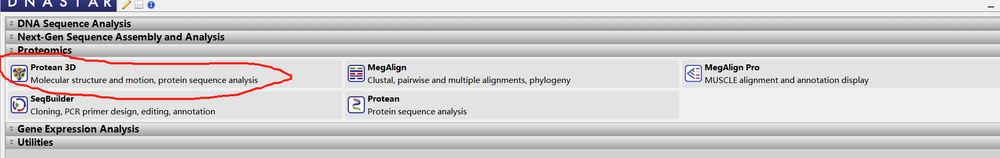 DNASTAR
DNA Sequence Analysis
Next-Gen Sequence Assembly and Analysis
Proteomics
Protean 3D
Molecular structure and motion, protein sequence analysis
MegAlign
Clustal, pairwise and multiple alignments, phylogeny
MegAlign Pro
MUSCLE alignment and annotation display
SeqBuilder
Cloning, PCR primer design, editing, annotation
Protean
Protein sequence analysis
Gene Expression Analysis
Utilities